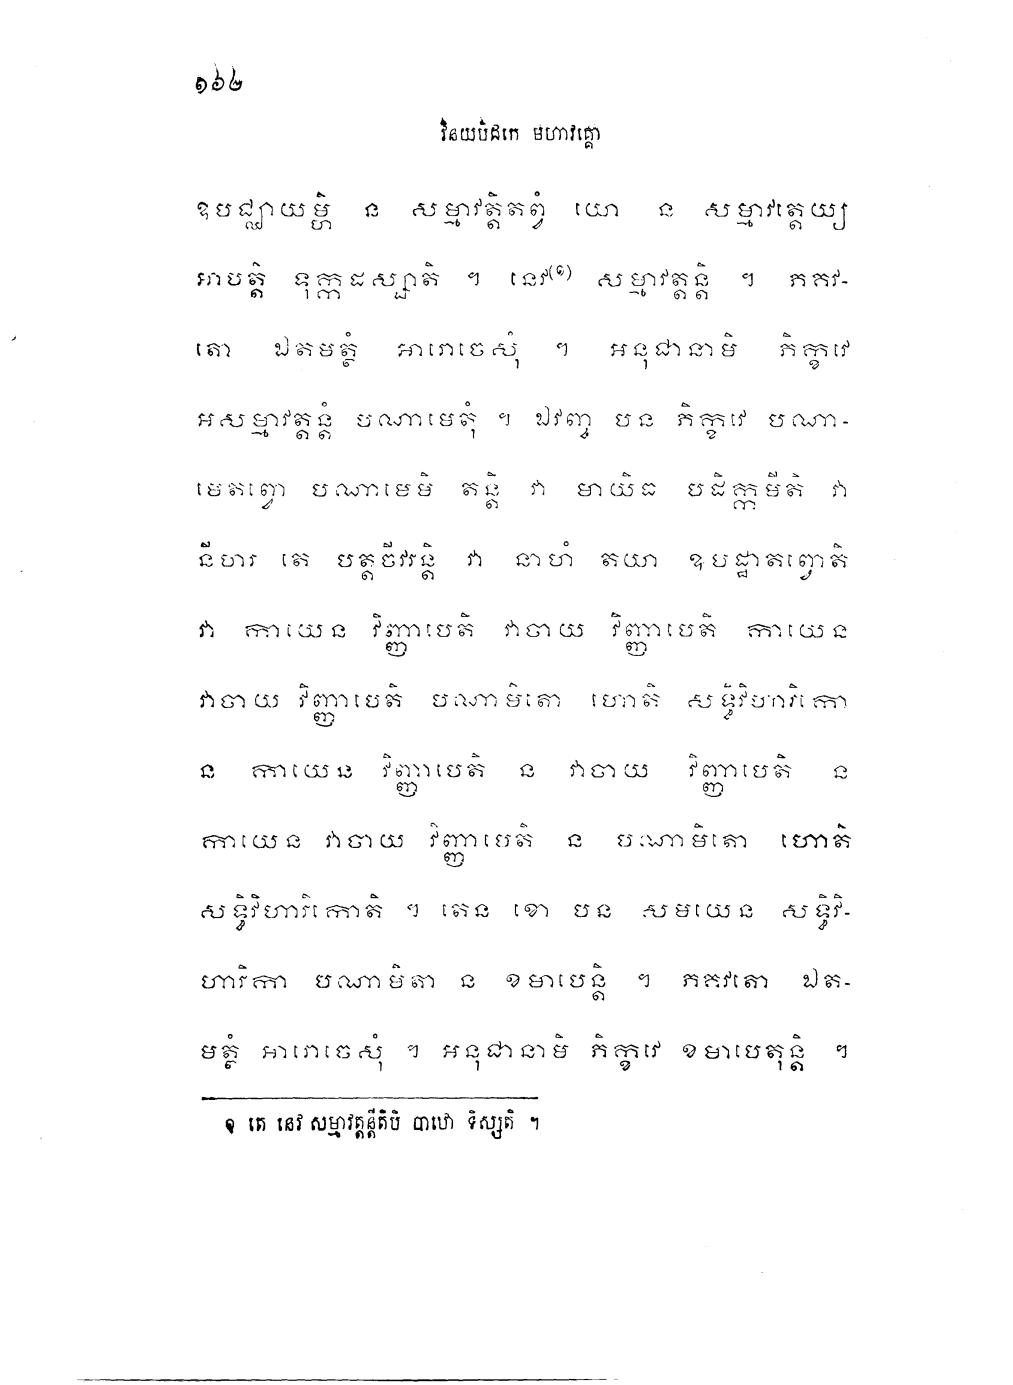 ១៦២
វិនយបិដកេ មហាវគ្គោ
ឧបជ្ឈាយម្ហិ ន សម្មាវត្តិតព្វំ យោ ន សម្មាវត្តេយ្យ
អាបត្តិ ទុក្កដស្សាតិ ។ នេវ(១) សម្មាវត្តន្តិ ។ ភគវ-
តោ ឯតមត្ថំ អារោចេសុំ ។ អនុជានាមិ ភិក្ខវេ
អសម្មាវត្តន្តំ បណាមេតុំ ។ ឯវញ្ច បន ភិក្ខវេ បណា-
មេតព្វោ បណាមេមិ តន្តិ វា មាយិធ បដិក្កមីតិ វា
នីហរ តេ បត្តចីវរន្តិ វា នាហំ តយា ឧបដ្ឋាតព្វោតិ
វា កាយេន វិញ្ញាបេតិ វាចាយ វិញ្ញាបេតិ កាយេន
វាចាយ វិញ្ញាបេតិ បណាមិតោ ហោតិ សទ្ធិវិហារិកោ
ន កាយេន វិញ្ញាបេតិ ន វាចាយ វិញ្ញាបេតិ ន
កាយេន វាចាយ វិញ្ញាបេតិ ន បណាមិតោ ហោតិ
សទ្ធិវិហារិកោតិ ។ តេន ខោ បន សមយេន សទ្ធិវិ-
ហារិកា បណាមិតា ន ខមាបេន្តិ ។ ភគវតោ ឯត-
មត្ថំ អារោចេសុំ ។ អនុជានាមិ ភិក្ខវេ ខមាបេតុន្តិ ។
១ តេ នេវ សម្មាវត្តន្តីតិបិ បាឋោ ទិស្សតិ ។